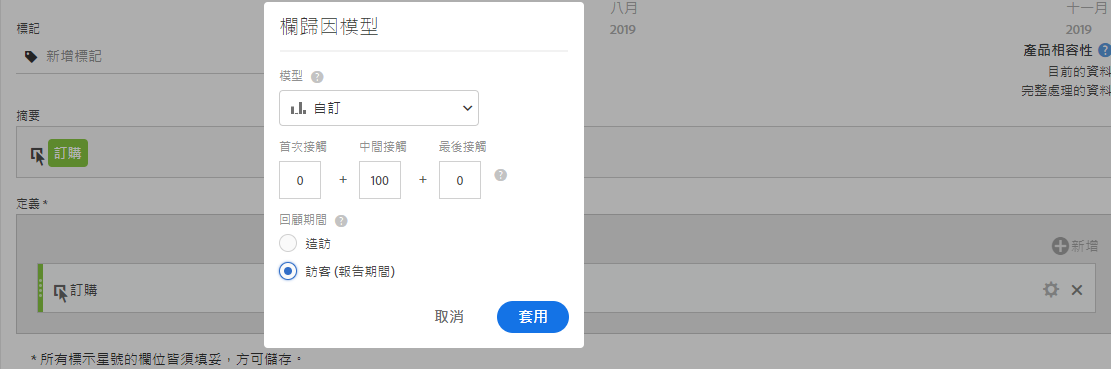 八月
2019
十一月
2019
產品相容性 ?
目前的資料
完整處理的資料
標記
新增標記
摘要
訂購
定義 *
新增
訂購
* 所有標示星號的欄位皆須填妥，方可儲存。
欄歸因模型
模型 ?
自訂
首次接觸 中間接觸 最後接觸
0 + 100 + 0 ?
回顧期間 ?
造訪
訪客 (報告期間)
取消 套用